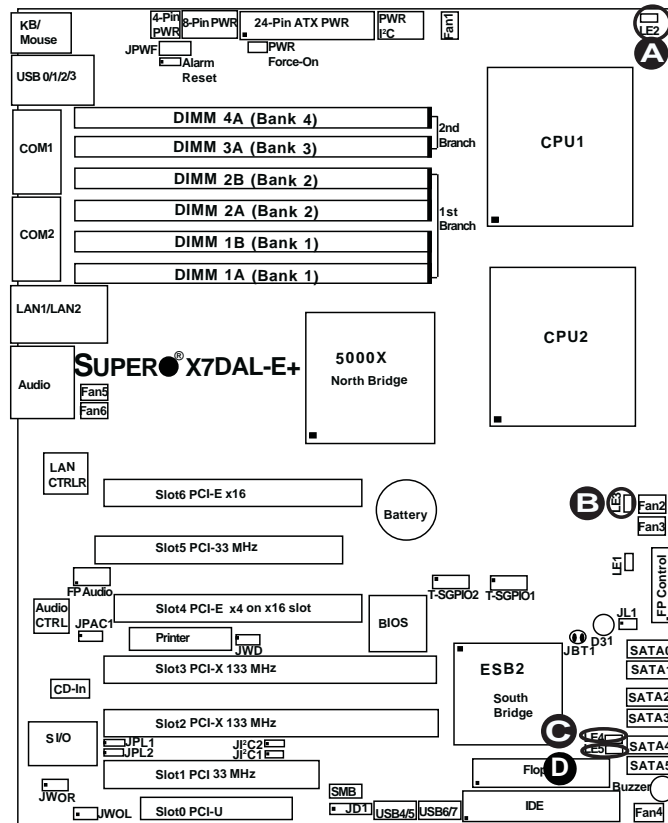 KB/
Mouse
4-Pin
PWR
8-Pin PWR
24-Pin ATX PWR
PWR
I²C
Fan1
LE2
A
JPWF
Alarm
Reset
PWR
Force-On
USB 0/1/2/3
DIMM 4A (Bank 4)
DIMM 3A (Bank 3)
2nd
Branch
DIMM 2B (Bank 2)
DIMM 2A (Bank 2)
DIMM 1B (Bank 1)
DIMM 1A (Bank 1)
1st
Branch
CPU1
COM1
COM2
LAN1/LAN2
CPU2
5000X
North Bridge
SUPER®X7DAL-E+
Audio
Fan5
Fan6
LAN
CTRLR
Slot6 PCI-E x16
Battery
B
LE3
Fan2
Fan3
Slot5 PCI-33 MHz
LE1
FP Control
FP Audio
T-SGPIO2
T-SGPIO1
Audio
CTRL
Slot4 PCI-E x4 on x16 slot
BIOS
JL1
D31
JBT1
JPAC1
Printer
JWD
Slot3 PCI-X 133 MHz
ESB2
South
Bridge
SATA0
SATA1
SATA2
SATA3
SATA4
SATA5
CD-In
Slot2 PCI-X 133 MHz
C
LE4
LE5
S I/O
JPL1
JPL2
JI²C2
JI²C1
Slot1 PCI 33 MHz
D
Flop
Buzzer
JWOR
JWOL
Slot0 PCI-U
SMB
JD1
USB4/5
USB6/7
IDE
Fan4